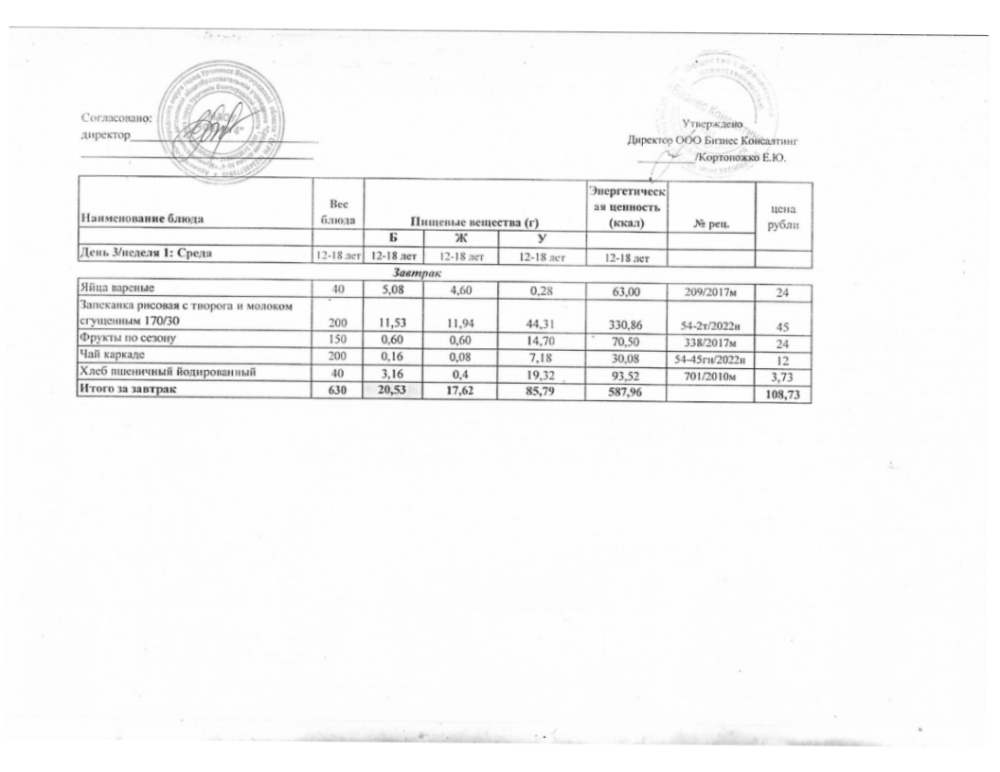 Согласовано:
директор
Утверждено
Директор ООО Бизнес Консалтинг
/Кортоножко Е.Ю.
Наименование блюда Вес блюда Пищевые вещества (г) Энергетическая ценность (ккал) № рец. цена рубли
Б Ж У
День 3/неделя 1: Среда 12-18 лет 12-18 лет 12-18 лет 12-18 лет 12-18 лет
Завтрак
Яйца вареные 40 5,08 4,60 0,28 63,00 209/2017м 24
Запеканка рисовая с творога и молоком
сгущенным 170/30 200 11,53 11,94 44,31 330,86 54-2т/2022н 45
Фрукты по сезону 150 0,60 0,60 14,70 70,50 338/2017м 24
Чай каркаде 200 0,16 0,08 7,18 30,08 54-45гн/2022н 12
Хлеб пшеничный йодированный 40 3,16 0,4 19,32 93,52 701/2010м 3,73
Итого за завтрак 630 20,53 17,62 85,79 587,96 108,73